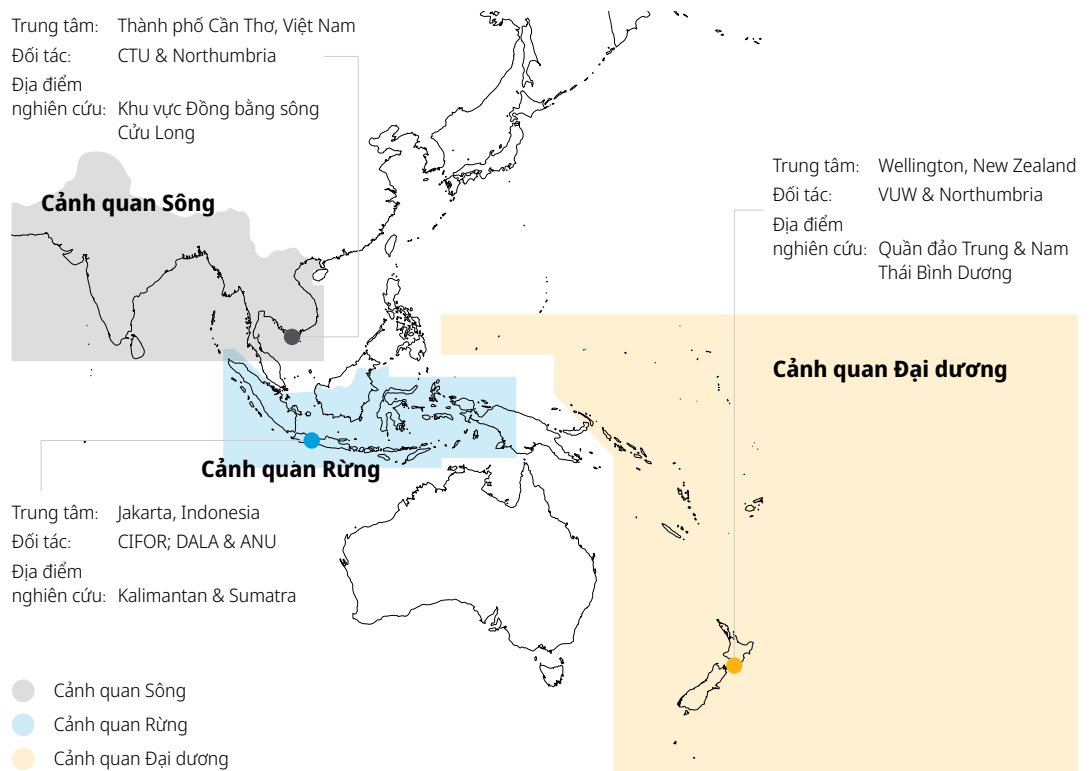 Trung tâm: Thành phố Cần Thơ, Việt Nam
Đối tác: CTU & Northumbria
Địa điểm
nghiên cứu: Khu vực Đồng bằng sông
Cửu Long
Cảnh quan Sông
Trung tâm: Wellington, New Zealand
Đối tác: VUW & Northumbria
Địa điểm
nghiên cứu: Quần đảo Trung & Nam
Thái Bình Dương
Cảnh quan Đại dương
Cảnh quan Rừng
Trung tâm: Jakarta, Indonesia
Đối tác: CIFOR; DALA & ANU
Địa điểm
nghiên cứu: Kalimantan & Sumatra
Cảnh quan Sông
Cảnh quan Rừng
Cảnh quan Đại dương